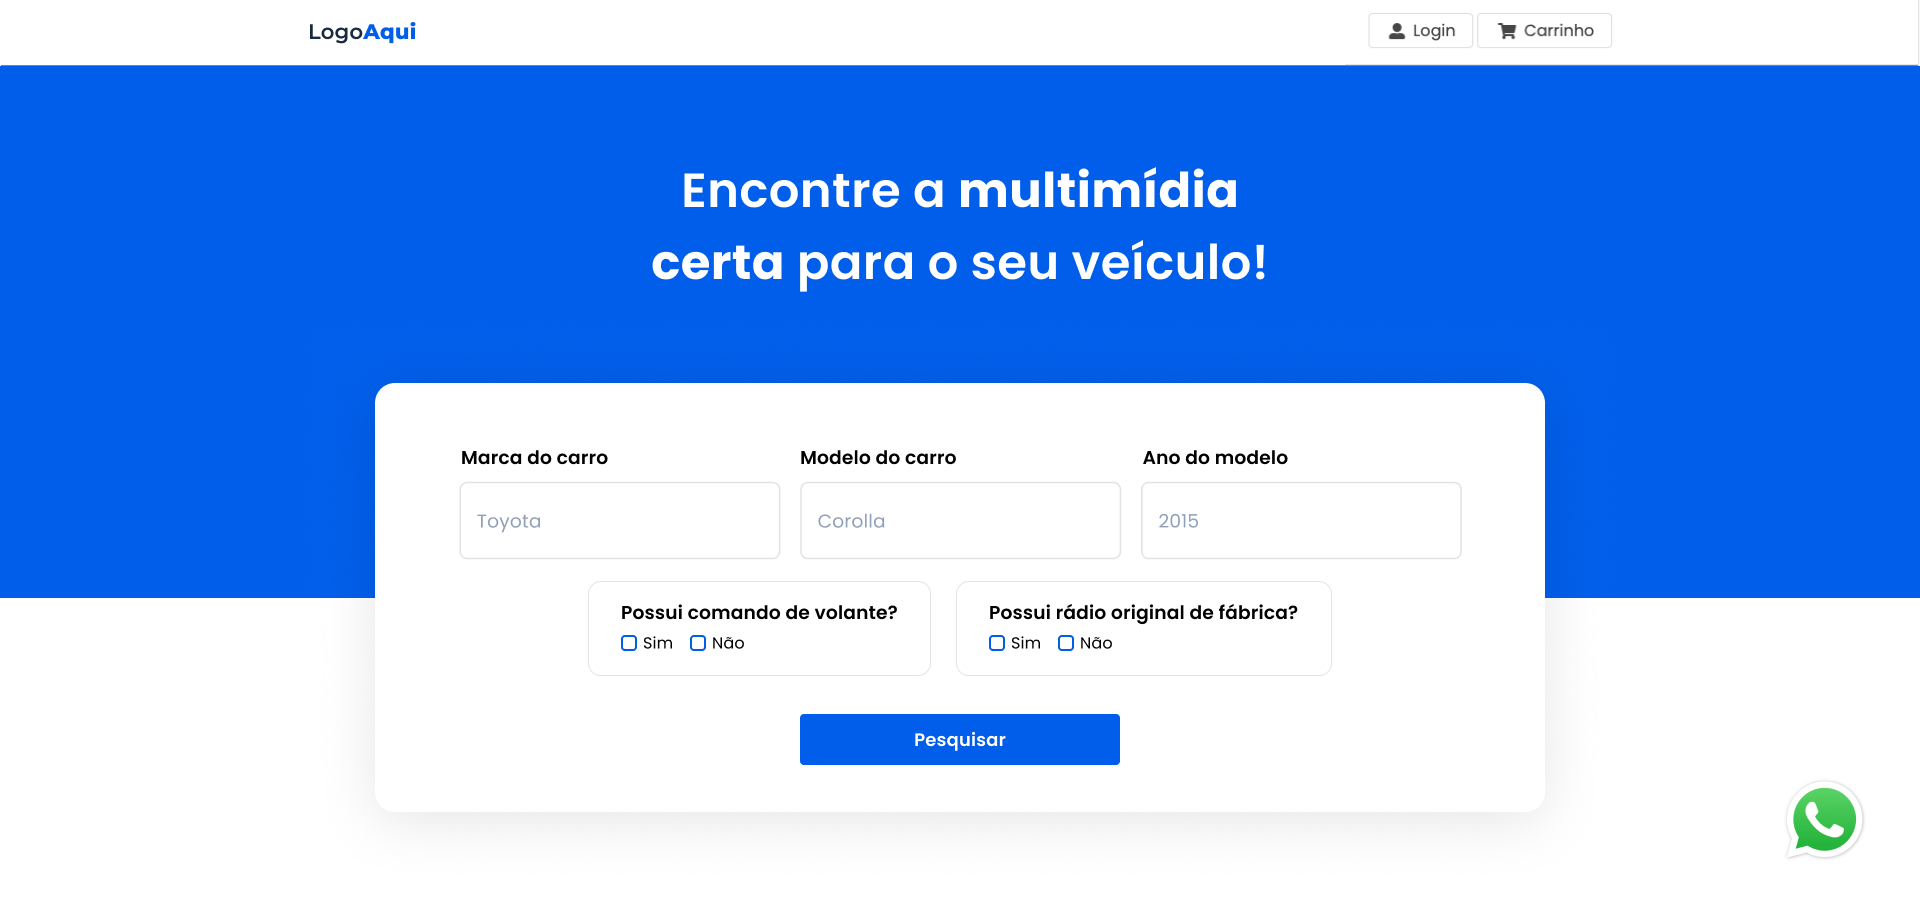 LogoAqui
Login
Carrinho
Encontre a multimídia
certa para o seu veículo!
Marca do carro
Modelo do carro
Ano do modelo
Toyota
Corolla
2015
Possui comando de volante?
Sim
Não
Possui rádio original de fábrica?
Sim
Não
Pesquisar